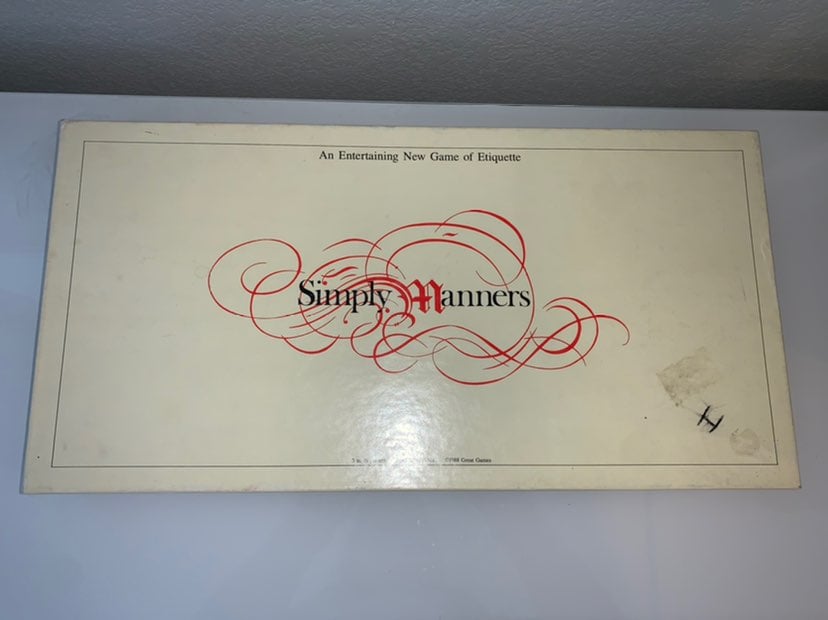 An Entertaining New Game of Etiquette
Simply Manners
©1988 Great Games
H